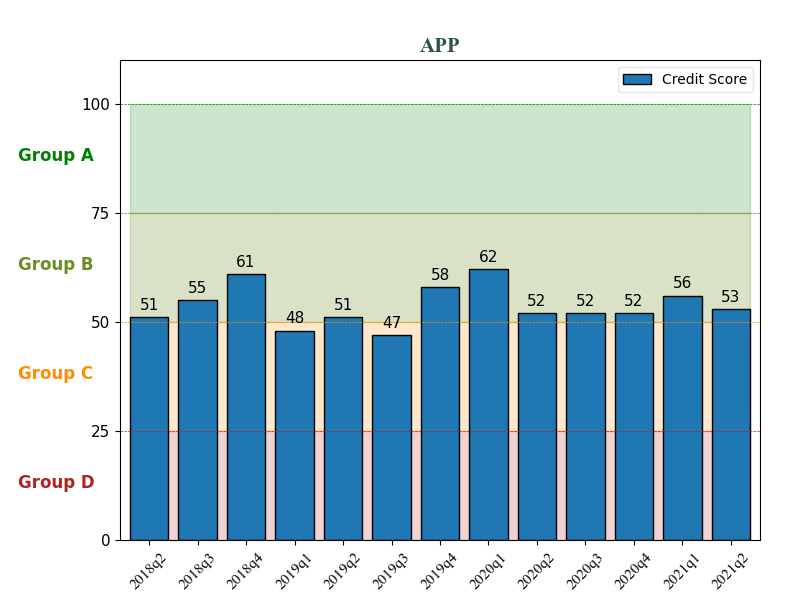 APP
Credit Score
100
Group A
75
Group B
50
Group C
25
Group D
0
51
55
61
48
51
47
58
62
52
52
52
56
53
2018q2
2018q3
2018q4
2019q1
2019q2
2019q3
2019q4
2020q1
2020q2
2020q3
2020q4
2021q1
2021q2